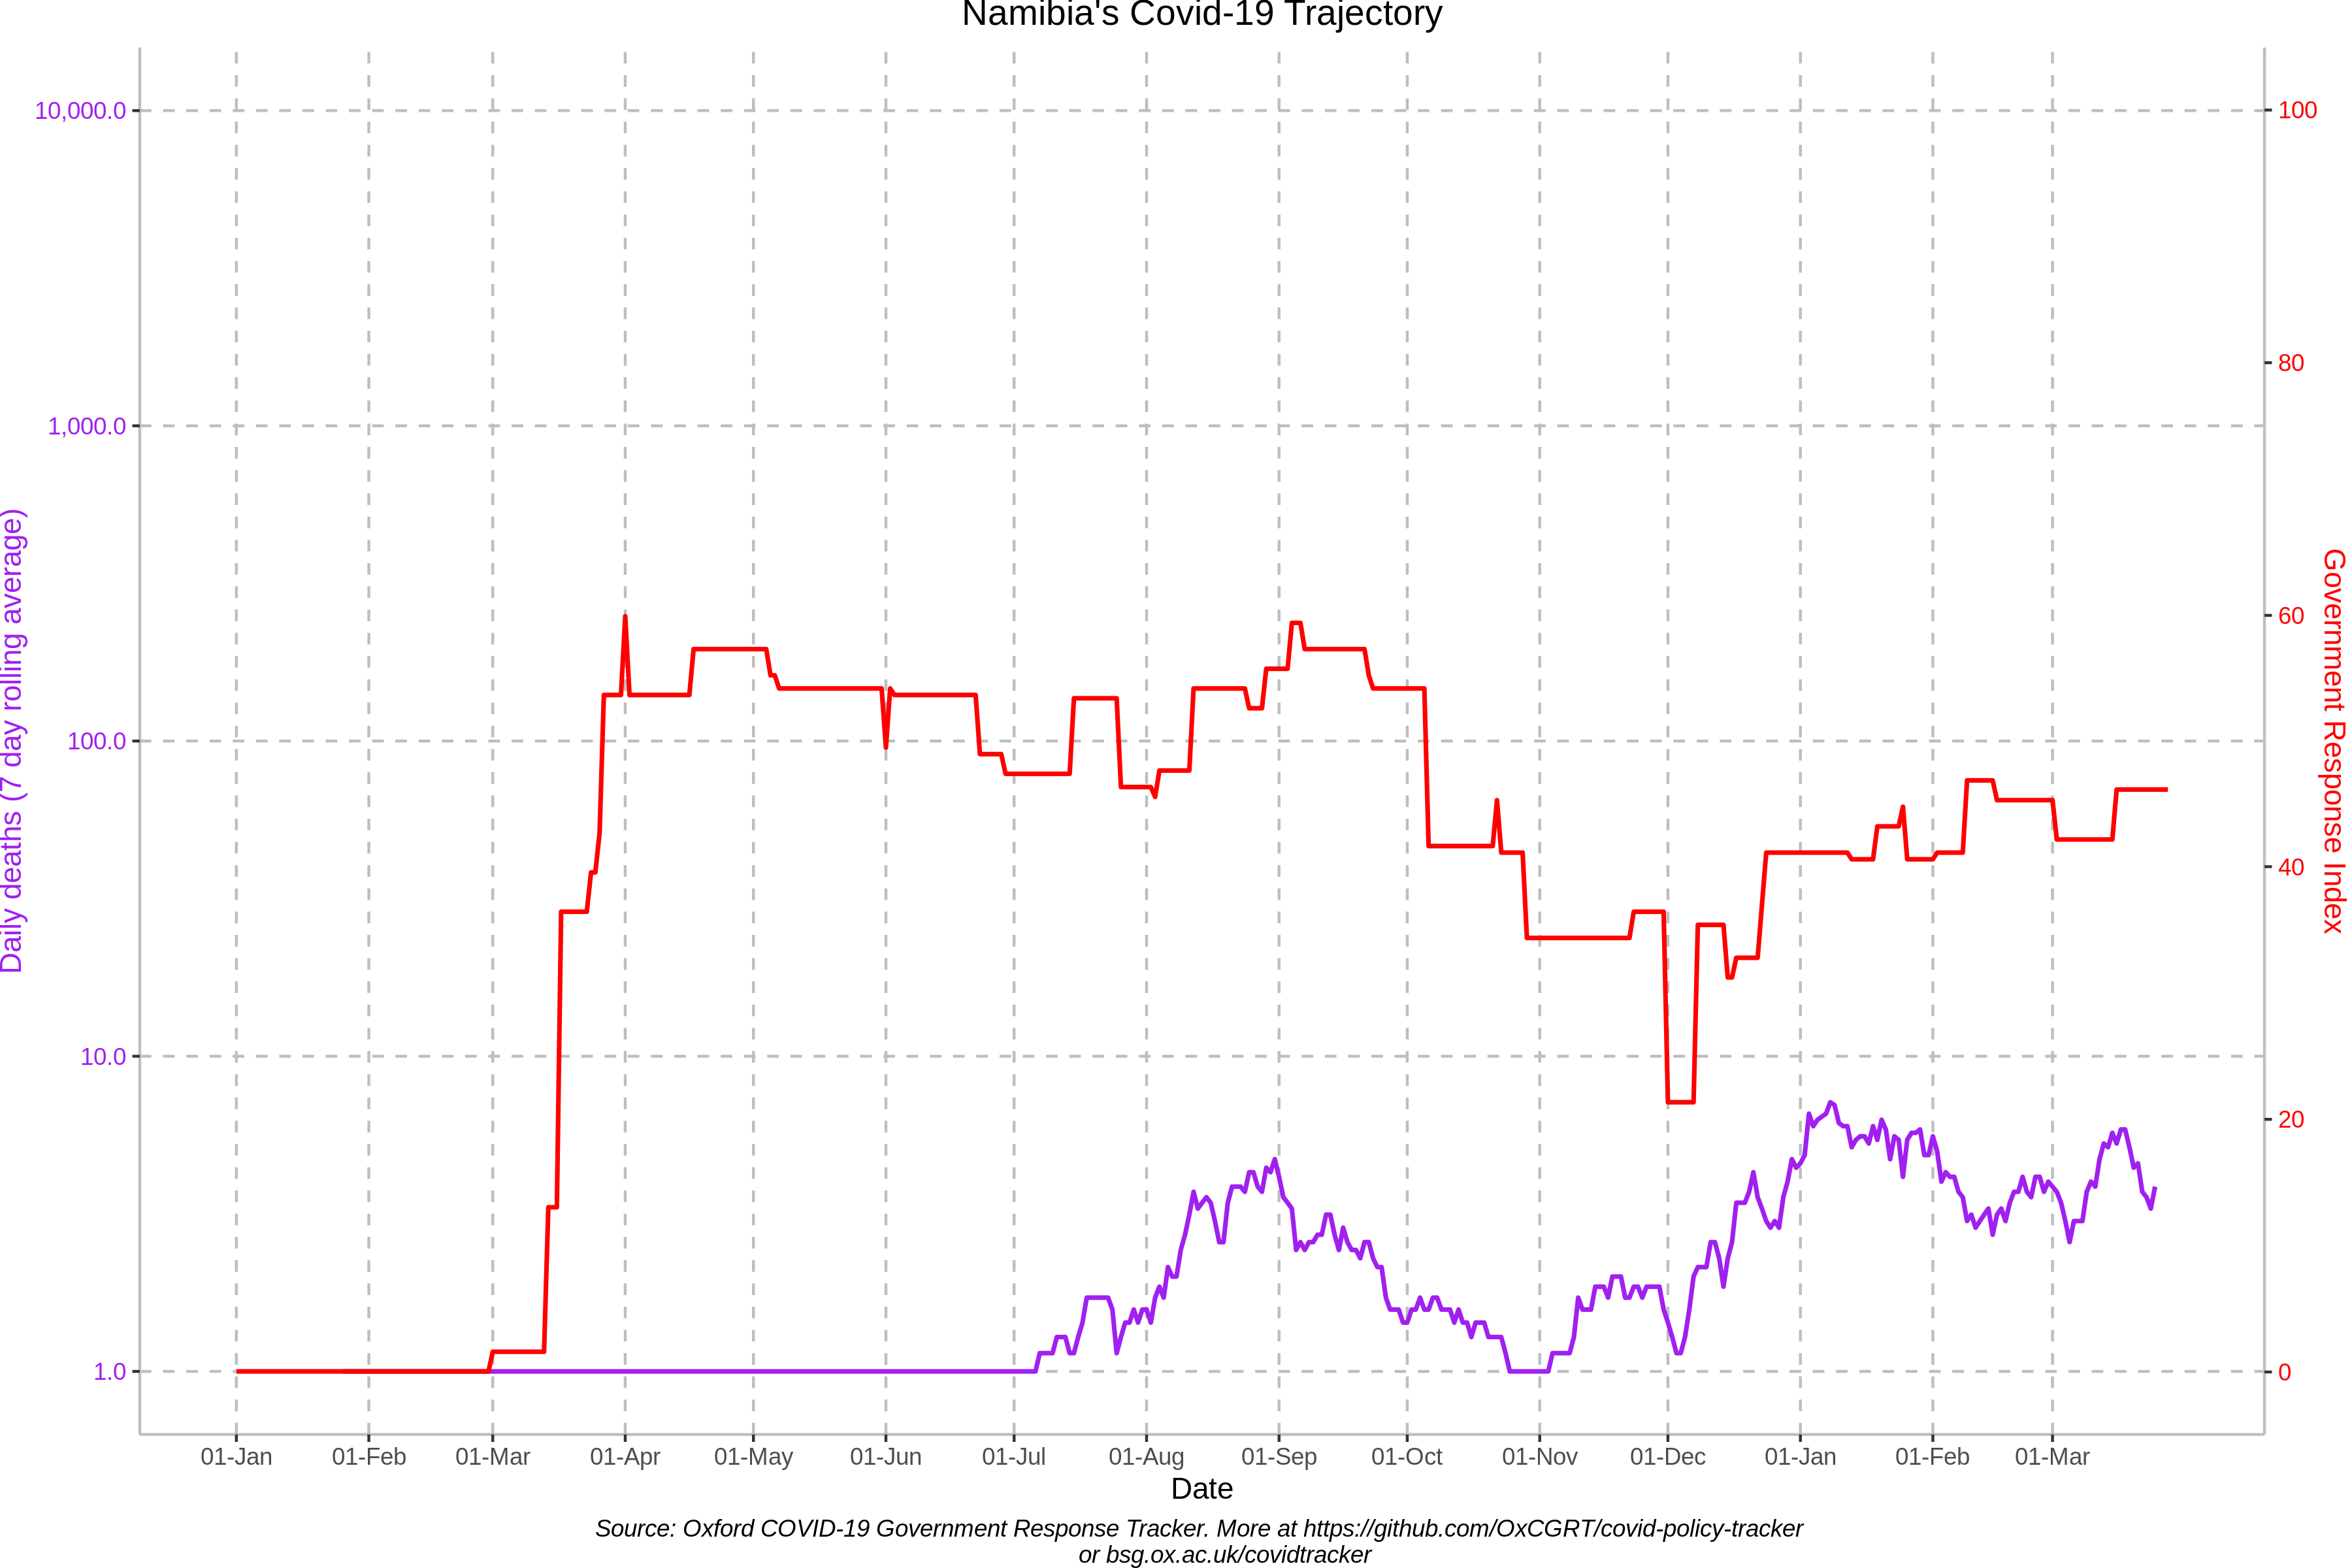 Namibia's Covid-19 Trajectory
Daily deaths (7 day rolling average)
10,000.0
1,000.0
100.0
10.0
1.0
100
80
60
40
20
0
Government Response Index
01-Jan
01-Feb
01-Mar
01-Apr
01-May
01-Jun
01-Jul
01-Aug
01-Sep
01-Oct
01-Nov
01-Dec
01-Jan
01-Feb
01-Mar
Date
Source: Oxford COVID-19 Government Response Tracker. More at https://github.com/OxCGRT/covid-policy-tracker
or bsg.ox.ac.uk/covidtracker